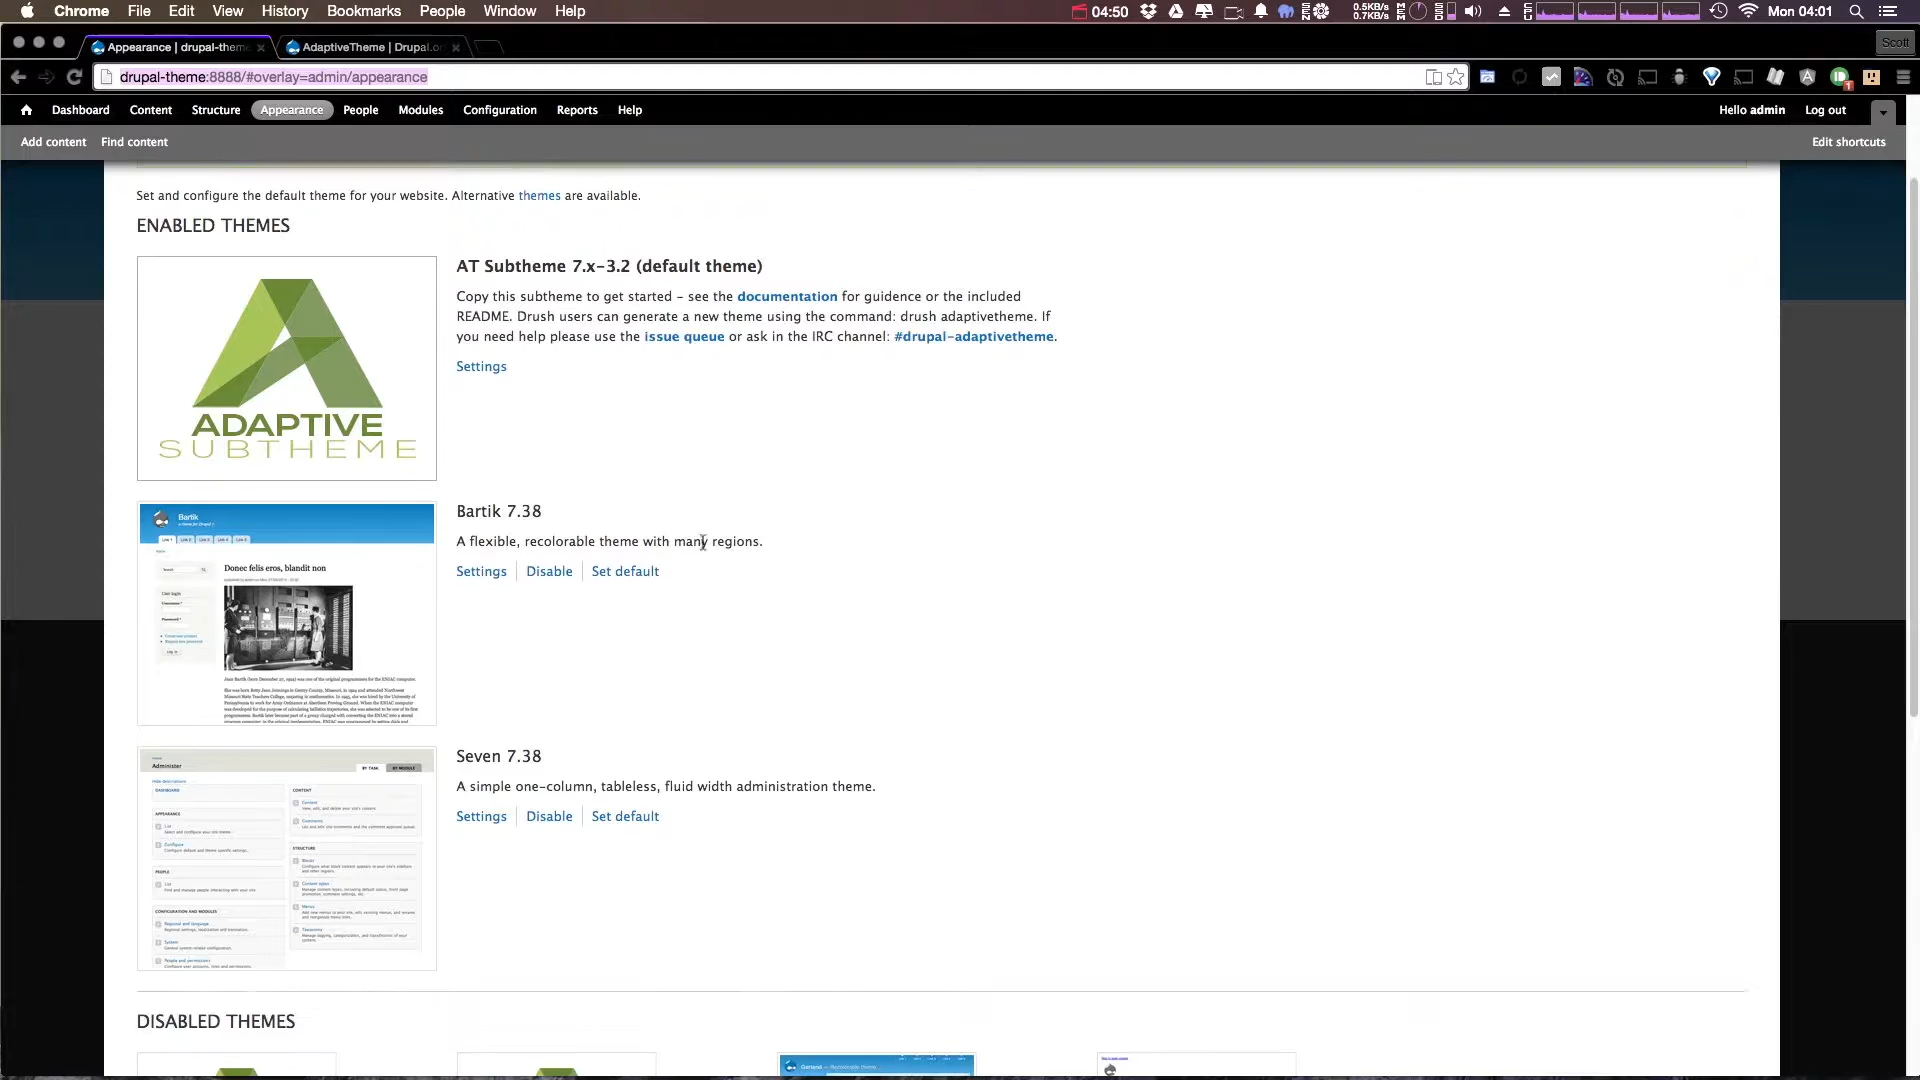 Chrome File Edit View History Bookmarks People Window Help 04:50 0.5KB/s 0.7KB/s Mon 04:01
Appearance | drupal-theme AdaptiveTheme | Drupal.or Scott
drupal-theme:8888/#overlay=admin/appearance
Dashboard Content Structure Appearance People Modules Configuration Reports Help Hello admin Log out
Add content Find content Edit shortcuts
Set and configure the default theme for your website. Alternative themes are available.
ENABLED THEMES
ADAPTIVE
SUBTHEME
AT Subtheme 7.x-3.2 (default theme)
Copy this subtheme to get started - see the documentation for guidence or the included
README. Drush users can generate a new theme using the command: drush adaptivetheme. If
you need help please use the issue queue or ask in the IRC channel: #drupal-adaptivetheme.
Settings
Bartik
Donec felis eros, blandit non
Bartik 7.38
A flexible, recolorable theme with many regions.
Settings Disable Set default
Administer
Seven 7.38
A simple one-column, tableless, fluid width administration theme.
Settings Disable Set default
DISABLED THEMES